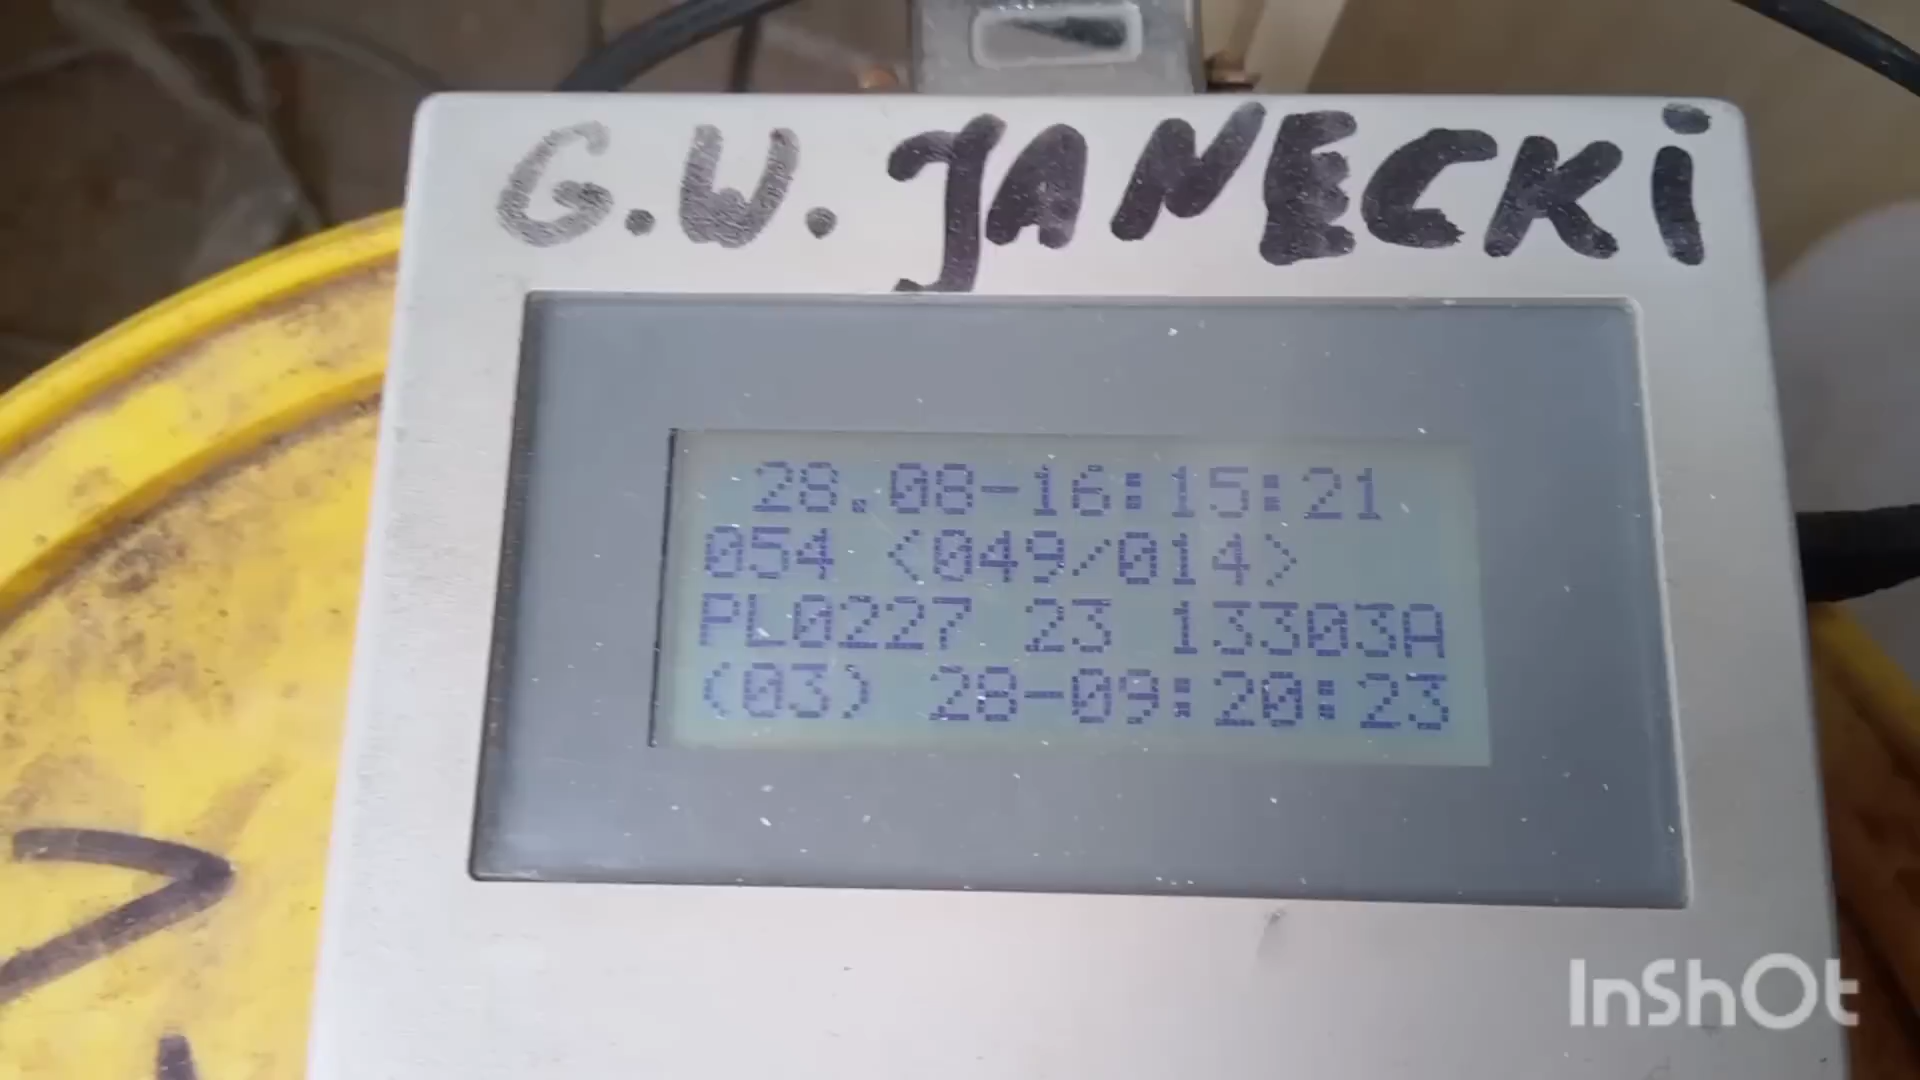 G.W. JANECKi
28.08-16:15:21
054 <049/014>
PL0227 23 13303A
(03) 28-09:20:23
InShOt